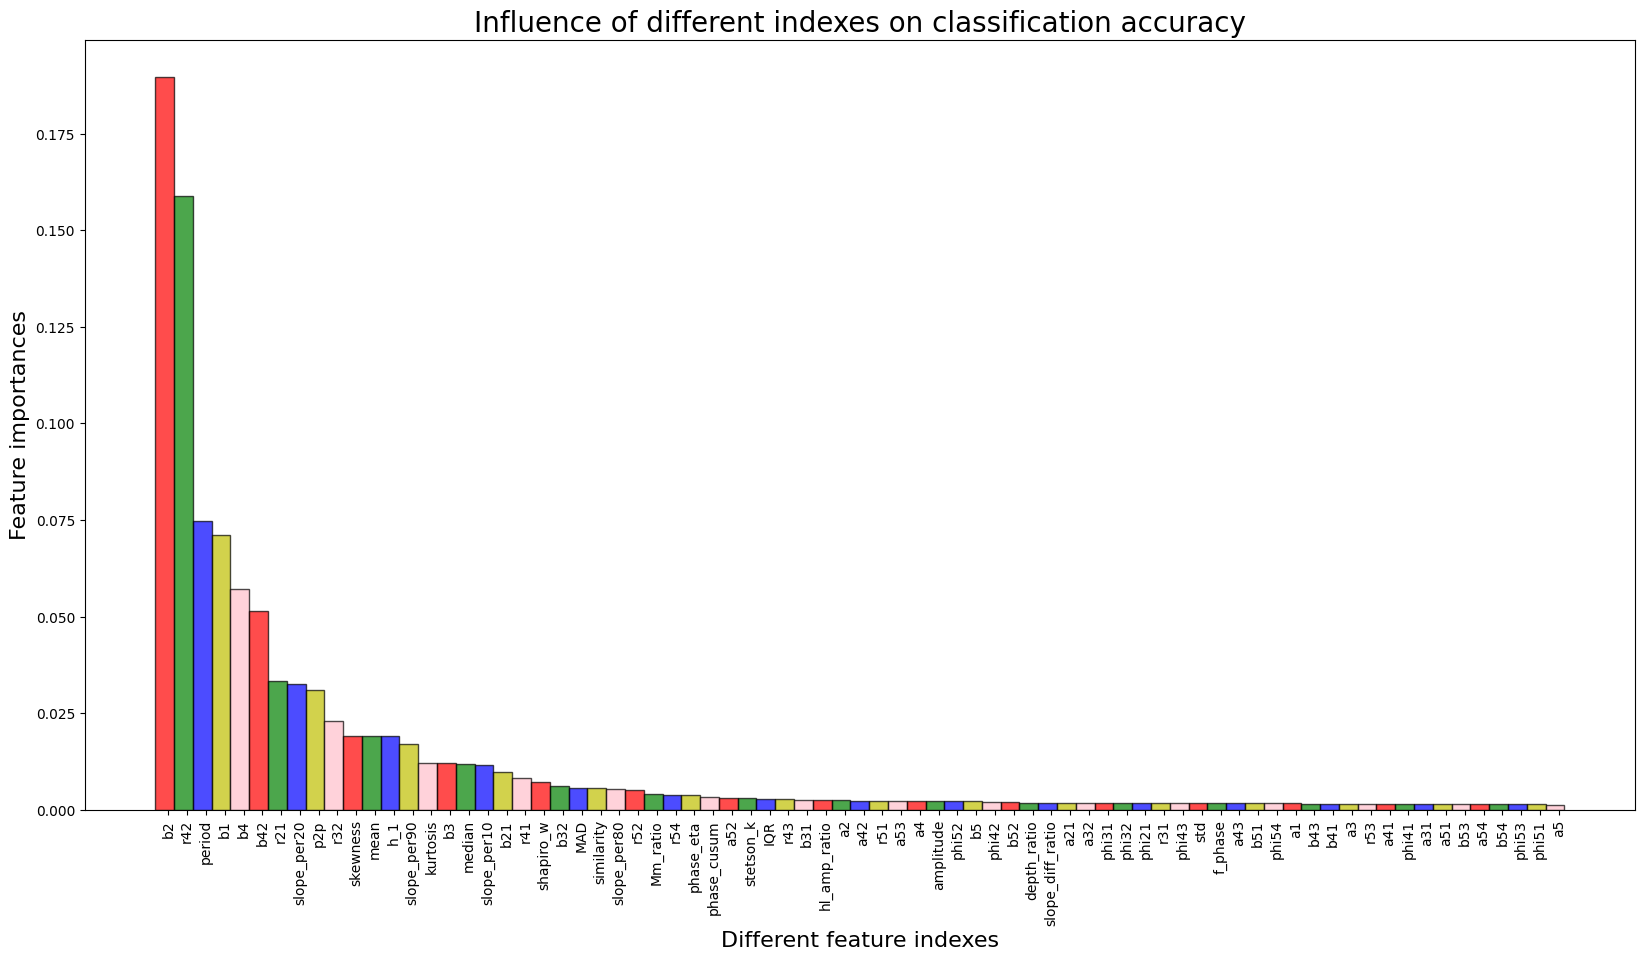 Influence of different indexes on classification accuracy
Feature importances
0.175
0.150
0.125
0.100
0.075
0.050
0.025
0.000
b2
r42
period
b1
b4
b42
r21
slope_per20
p2p
r32
skewness
mean
h_1
slope_per90
kurtosis
b3
median
slope_per10
b21
r41
shapiro_w
b32
MAD
similarity
slope_per80
r52
Mm_ratio
r54
phase_eta
phase_cusum
a52
stetson_k
IQR
r43
b31
hl_amp_ratio
a2
a42
r51
a53
a4
amplitude
phi52
b5
phi42
b52
depth_ratio
slope_diff_ratio
a21
a32
phi31
phi32
phi21
r31
phi43
std
f_phase
a43
b51
phi54
a1
b43
b41
a3
r53
a41
phi41
a31
a51
b53
a54
b54
phi53
phi51
a5
Different feature indexes